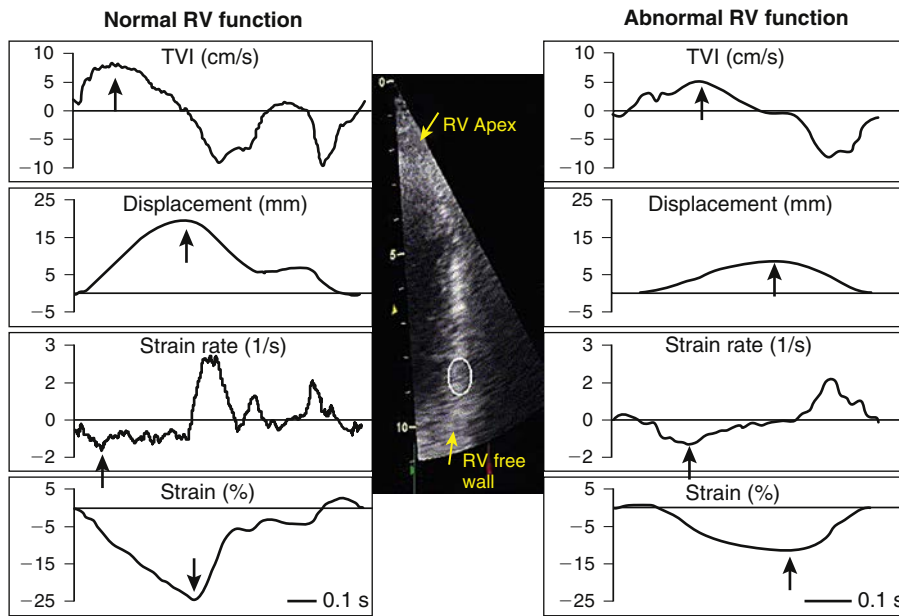 Normal RV function
TVI (cm/s)
10
5
0
−5
−10
Displacement (mm)
25
15
5
−5
Strain rate (1/s)
3
2
0
−2
Strain (%)
5
−5
−15
−25
0.1 s
0
RV Apex
5
10
RV free
wall
Abnormal RV function
TVI (cm/s)
10
5
0
−5
−10
Displacement (mm)
25
15
5
−5
Strain rate (1/s)
3
2
0
−2
Strain (%)
5
−5
−15
−25
0.1 s